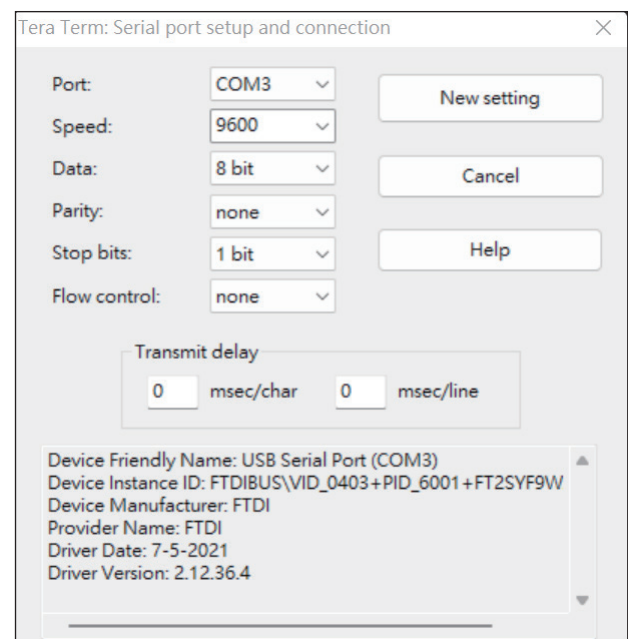 Tera Term: Serial port setup and connection
Port: COM3 New setting
Speed: 9600
Data: 8 bit Cancel
Parity: none
Stop bits: 1 bit Help
Flow control: none
Transmit delay
0 msec/char 0 msec/line
Device Friendly Name: USB Serial Port (COM3)
Device Instance ID: FTDIBUS\VID_0403+PID_6001+FT2SYF9W
Device Manufacturer: FTDI
Provider Name: FTDI
Driver Date: 7-5-2021
Driver Version: 2.12.36.4